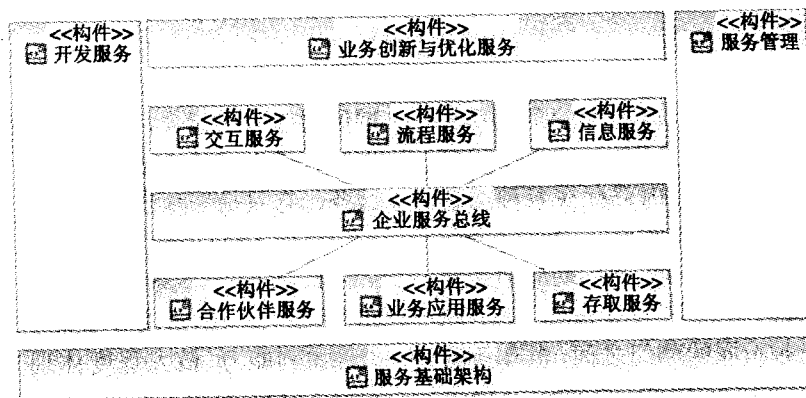 <<构件>>
开发服务
<<构件>>
业务创新与优化服务
<<构件>>
服务管理
<<构件>>
交互服务
<<构件>>
流程服务
<<构件>>
信息服务
<<构件>>
企业服务总线
<<构件>>
合作伙伴服务
<<构件>>
业务应用服务
<<构件>>
存取服务
<<构件>>
服务基础架构